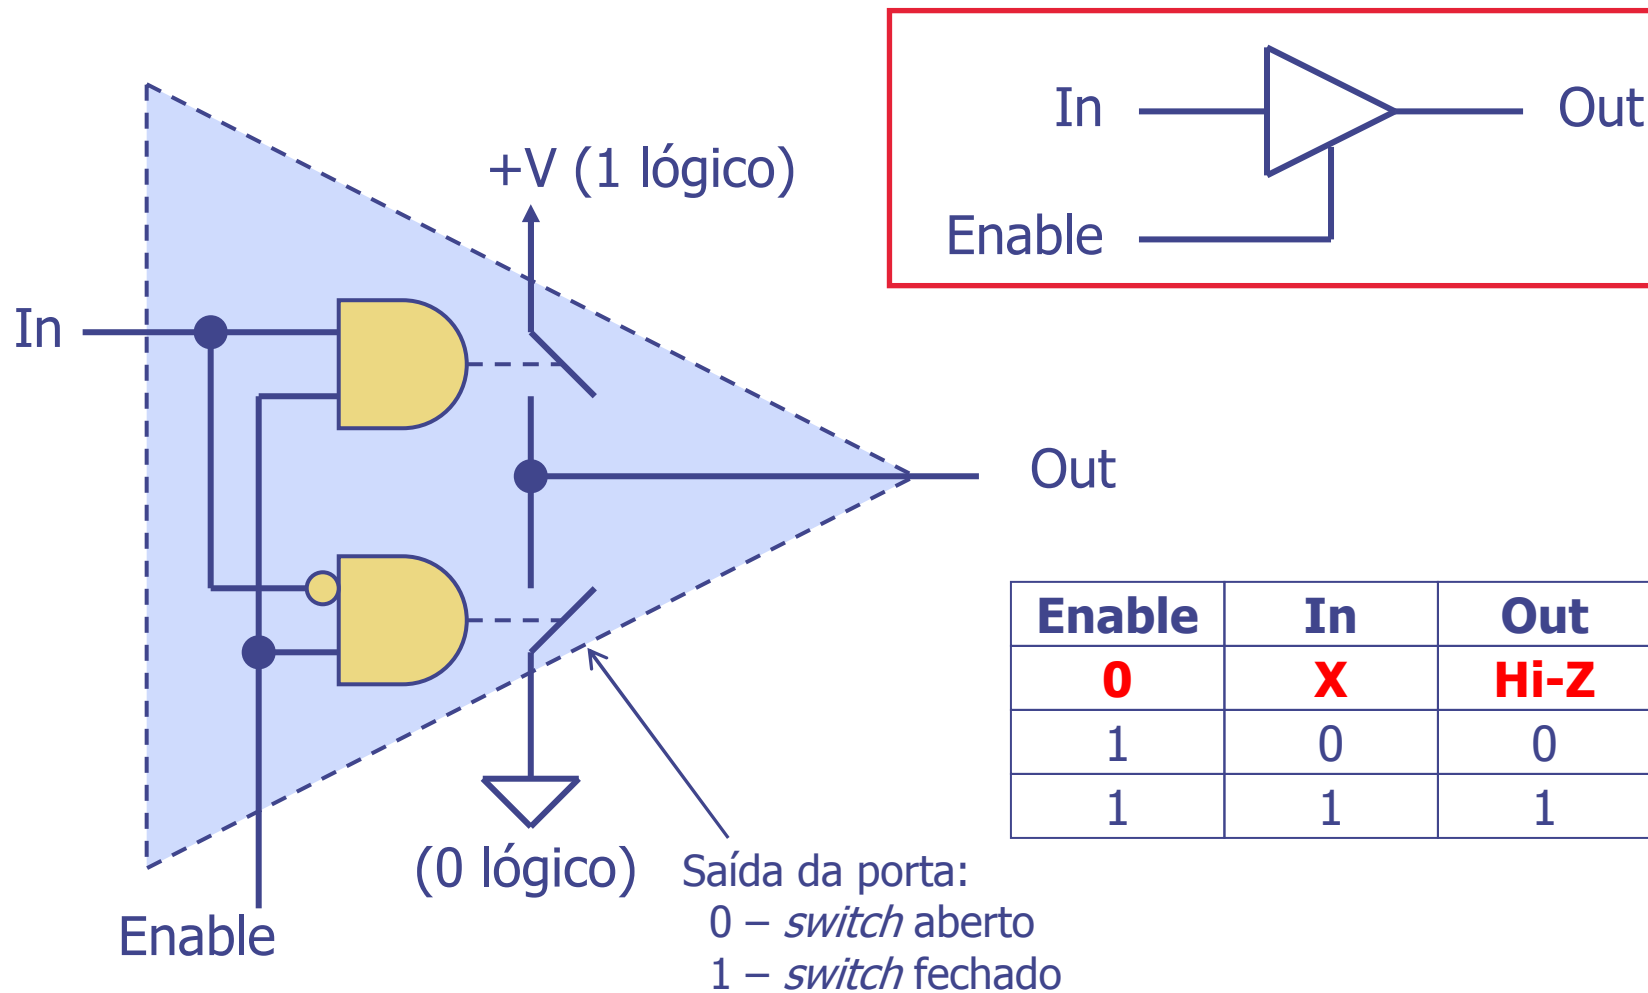 In Out
Enable
+V (1 lógico)
In
Out
Enable In Out
0 X Hi-Z
1 0 0
1 1 1
(0 lógico)
Enable
Saída da porta:
0 – switch aberto
1 – switch fechado